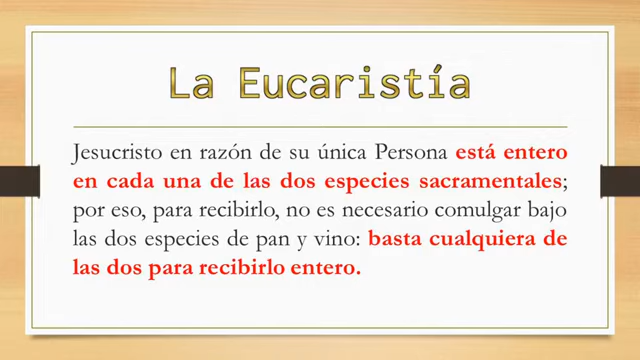 La Eucaristía
Jesucristo en razón de su única Persona está entero
en cada una de las dos especies sacramentales;
por eso, para recibirlo, no es necesario comulgar bajo
las dos especies de pan y vino: basta cualquiera de
las dos para recibirlo entero.